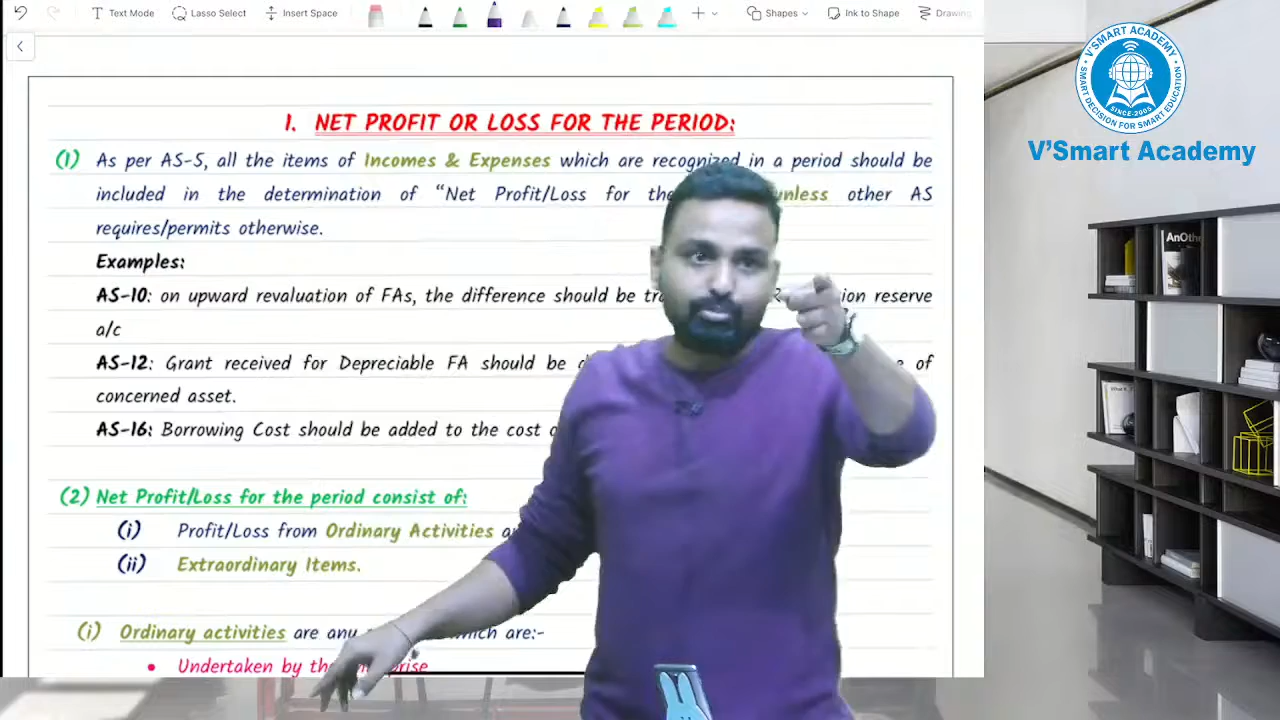 Text Mode Lasso Select Insert Space Shapes Ink to Shape Drawing
I. NET PROFIT OR LOSS FOR THE PERIOD:
(1) As per AS-5, all the items of Incomes & Expenses which are recognized in a period should be
included in the determination of “Net Profit/Loss for the unless other AS
requires/permits otherwise.
Examples:
AS-10: on upward revaluation of FAs, the difference should be reserve
a/c
AS-12: Grant received for Depreciable FA should be of
concerned asset.
AS-16: Borrowing Cost should be added to the cost
(2) Net Profit/Loss for the period consist of:
(i) Profit/Loss from Ordinary Activities
(ii) Extraordinary Items.
(i) Ordinary activities are any which are:-
• Undertaken by
V'SMART ACADEMY
SINCE-2005
SMART DECISION FOR SMART EDUCATION
V'Smart Academy